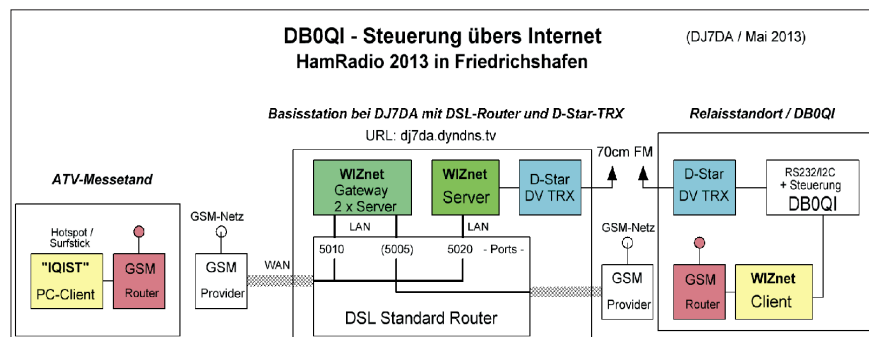 DB0QI - Steuerung übers Internet
(DJ7DA / Mai 2013)
HamRadio 2013 in Friedrichshafen
Basisstation bei DJ7DA mit DSL-Router und D-Star-TRX
URL: dj7da.dyndns.tv
Relaisstandort / DB0QI
ATV-Messestand
Hotspot /
Surfstick
"IQIST"
PC-Client
GSM
Router
GSM-Netz
GSM
Provider
WAN
WIZnet
Gateway
2 x Server
WIZnet
Server
D-Star
DV TRX
70cm FM
LAN
LAN
5010
(5005)
5020
- Ports -
DSL Standard Router
GSM-Netz
GSM
Provider
D-Star
DV TRX
RS232/I2C
+ Steuerung
DB0QI
GSM
Router
WIZnet
Client